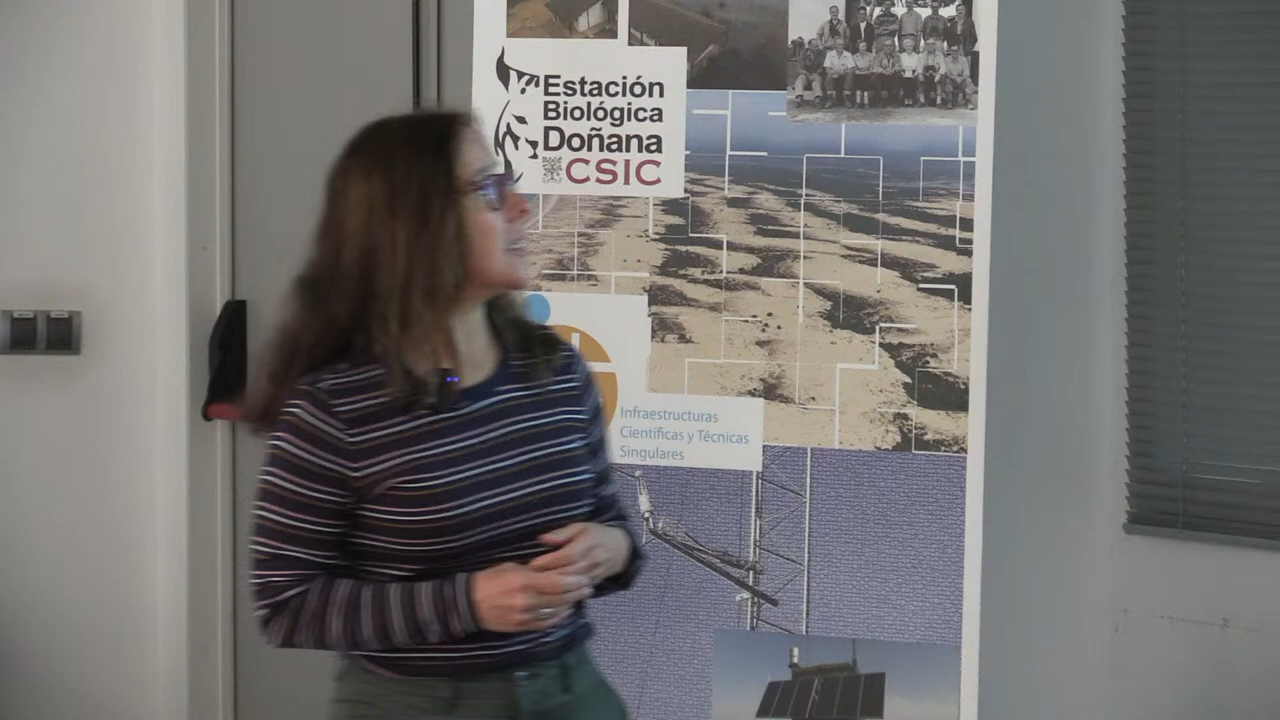 Estación
Biológica
Doñana
CSIC
Infraestructuras
Científicas y Técnicas
Singulares